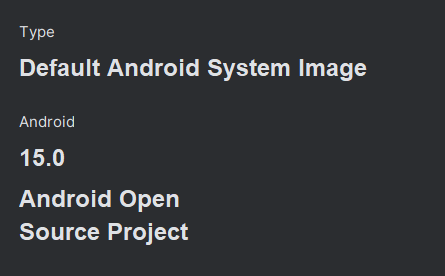 Type
Default Android System Image
Android
15.0
Android Open
Source Project